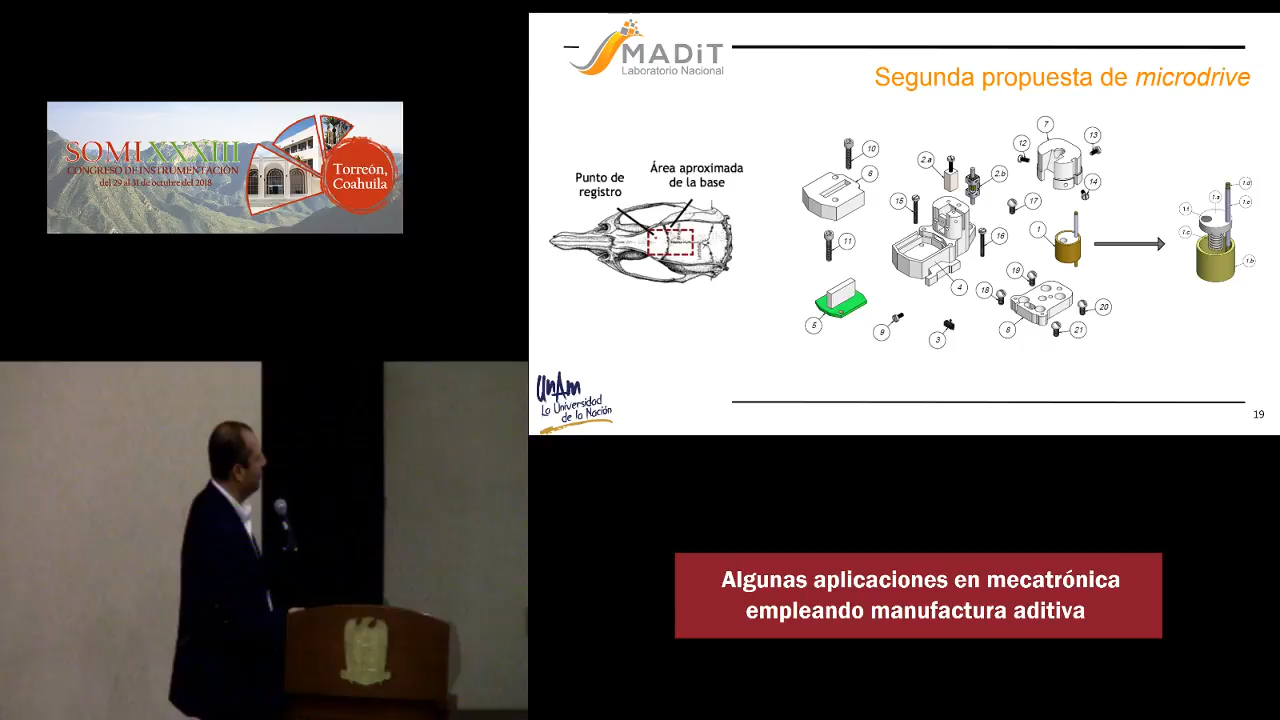 SOMI XXXIII
CONGRESO DE INSTRUMENTACIÓN
del 29 al 31 de octubre del 2018
Torreón,
Coahuila
MADiT
Laboratorio Nacional
Segunda propuesta de microdrive
Punto de
registro
Área aproximada
de la base
10
8
11
5
9
2.a
2.b
15
16
17
4
3
7
12
13
14
1
19
18
6
20
21
1.d
1.a
1.e
1.f
1.c
1.b
UnAm
La Universidad
de la Nación
19
Algunas aplicaciones en mecatrónica
empleando manufactura aditiva